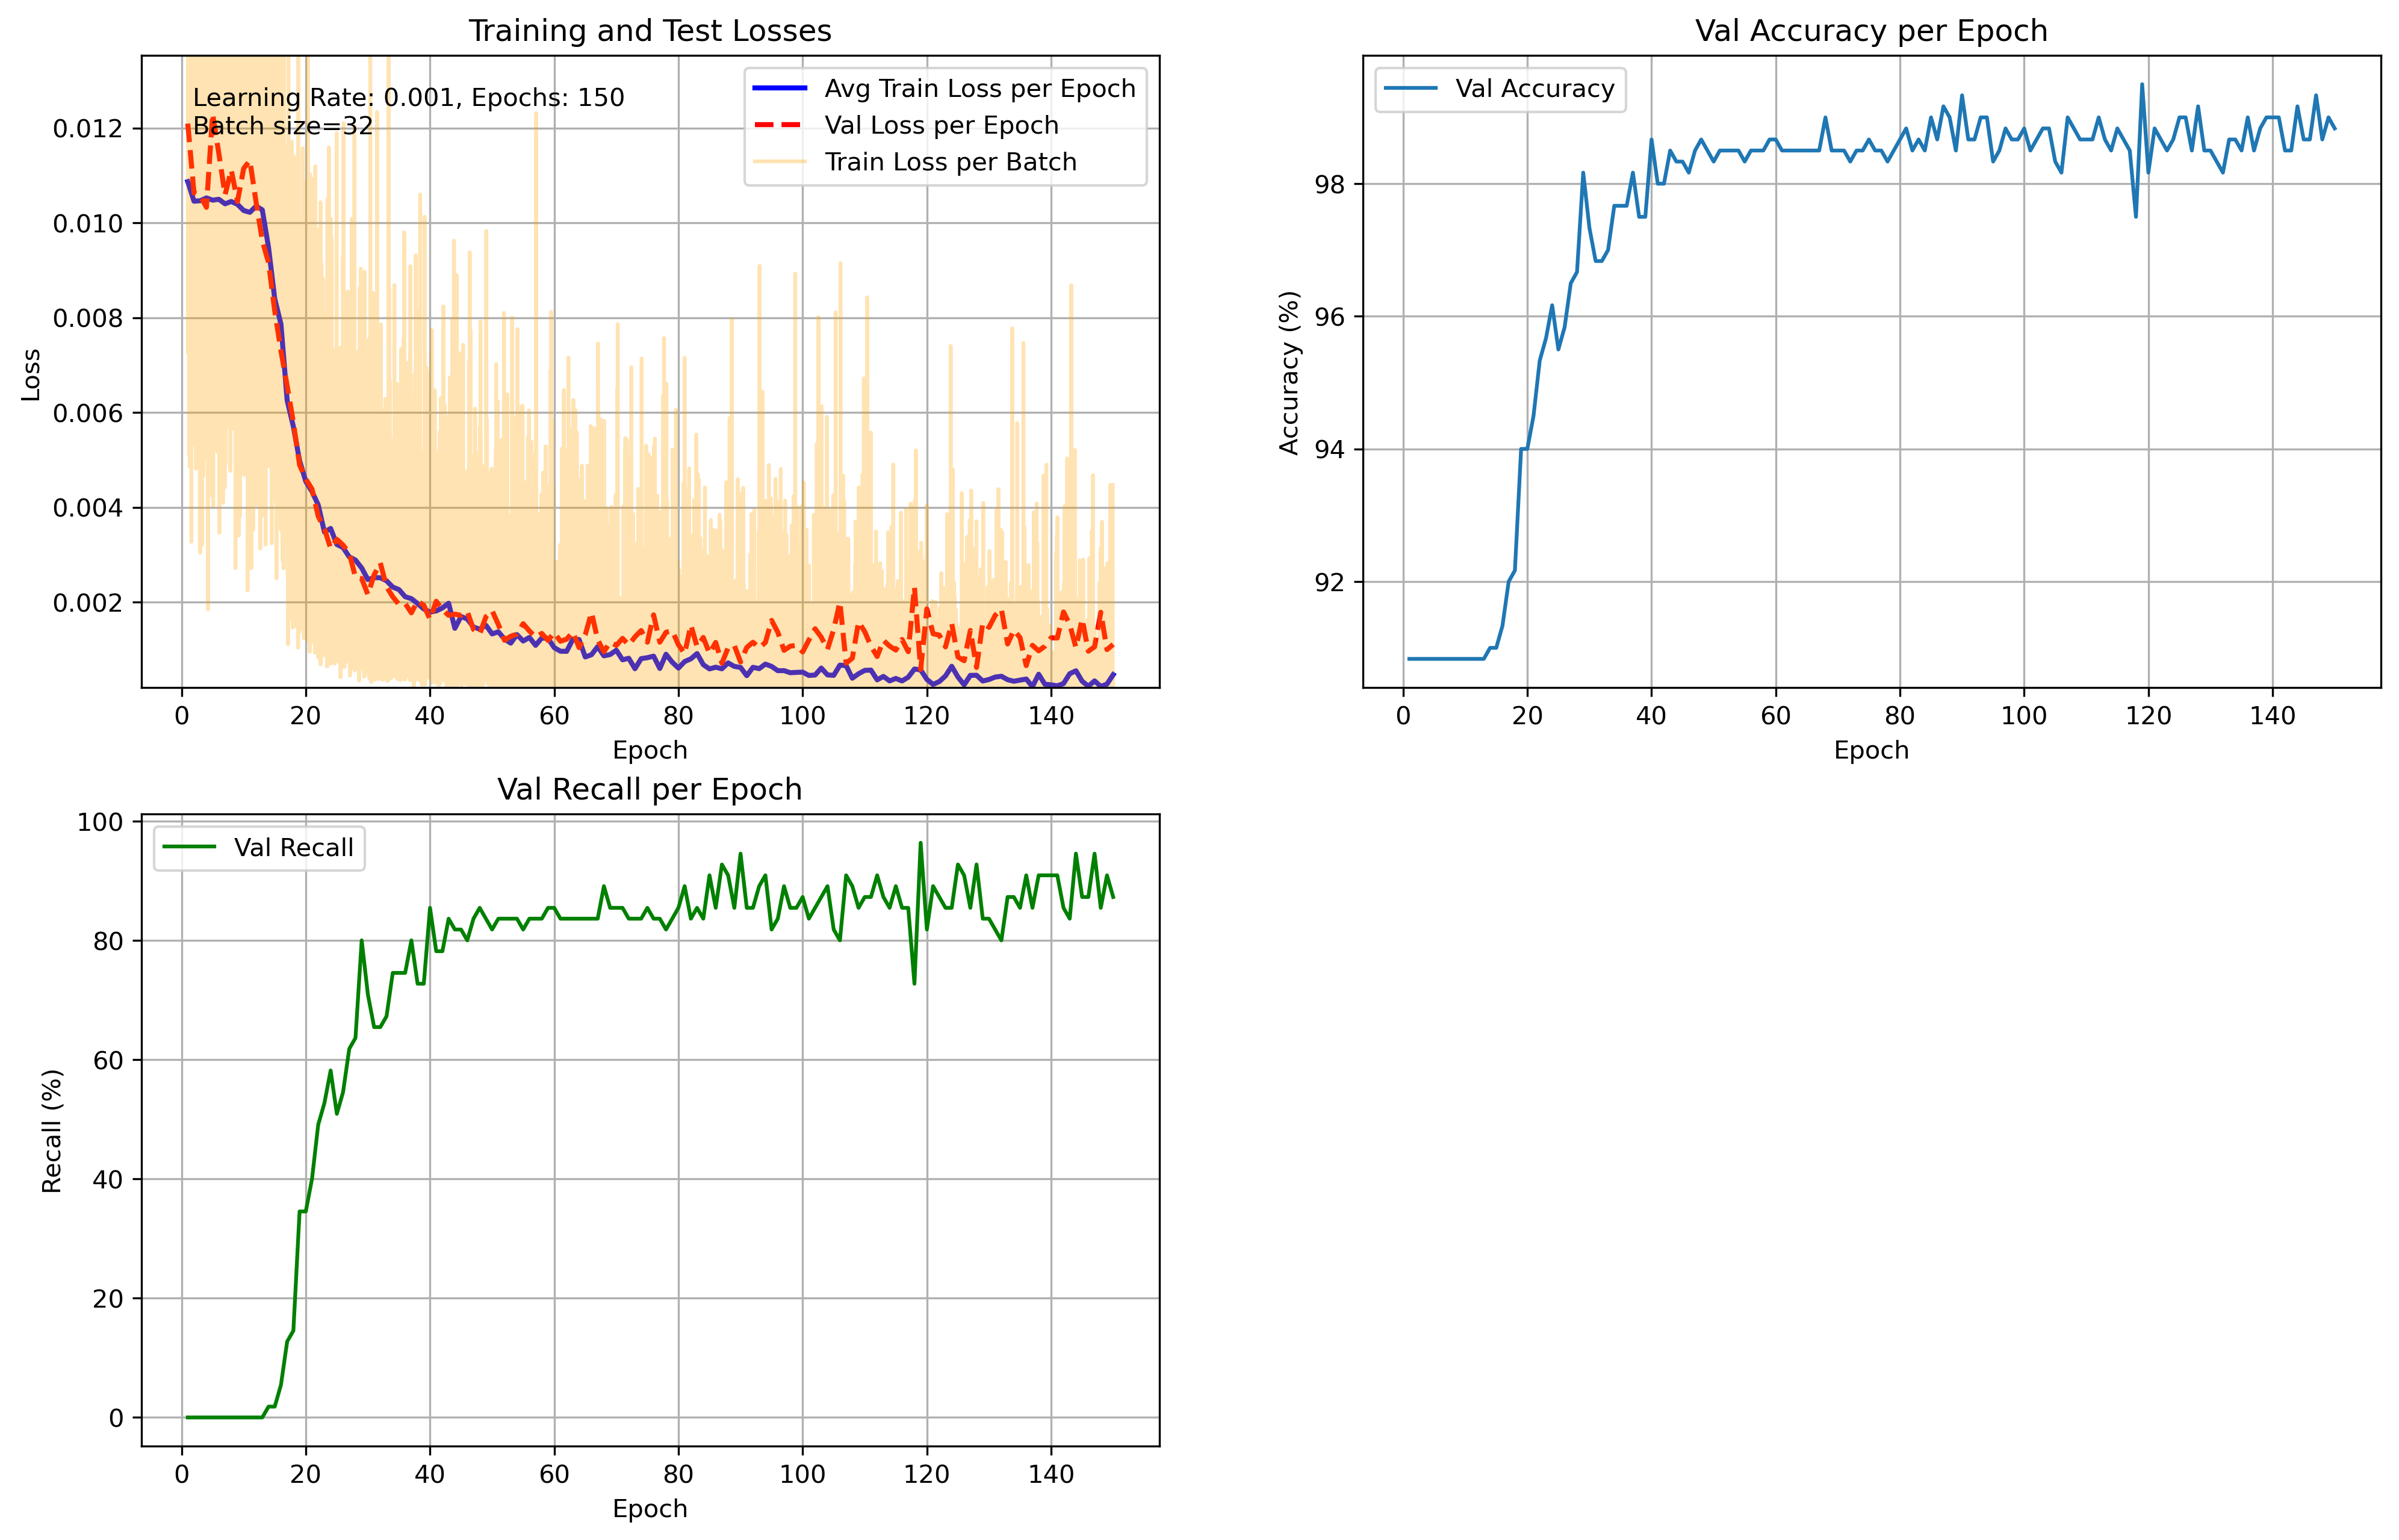 Training and Test Losses
Learning Rate: 0.001, Epochs: 150
Batch size=32
Avg Train Loss per Epoch
Val Loss per Epoch
Train Loss per Batch
Loss
0.012
0.010
0.008
0.006
0.004
0.002
0 20 40 60 80 100 120 140
Epoch
Val Accuracy per Epoch
Val Accuracy
Accuracy (%)
98
96
94
92
0 20 40 60 80 100 120 140
Epoch
Val Recall per Epoch
Val Recall
Recall (%)
100
80
60
40
20
0
0 20 40 60 80 100 120 140
Epoch